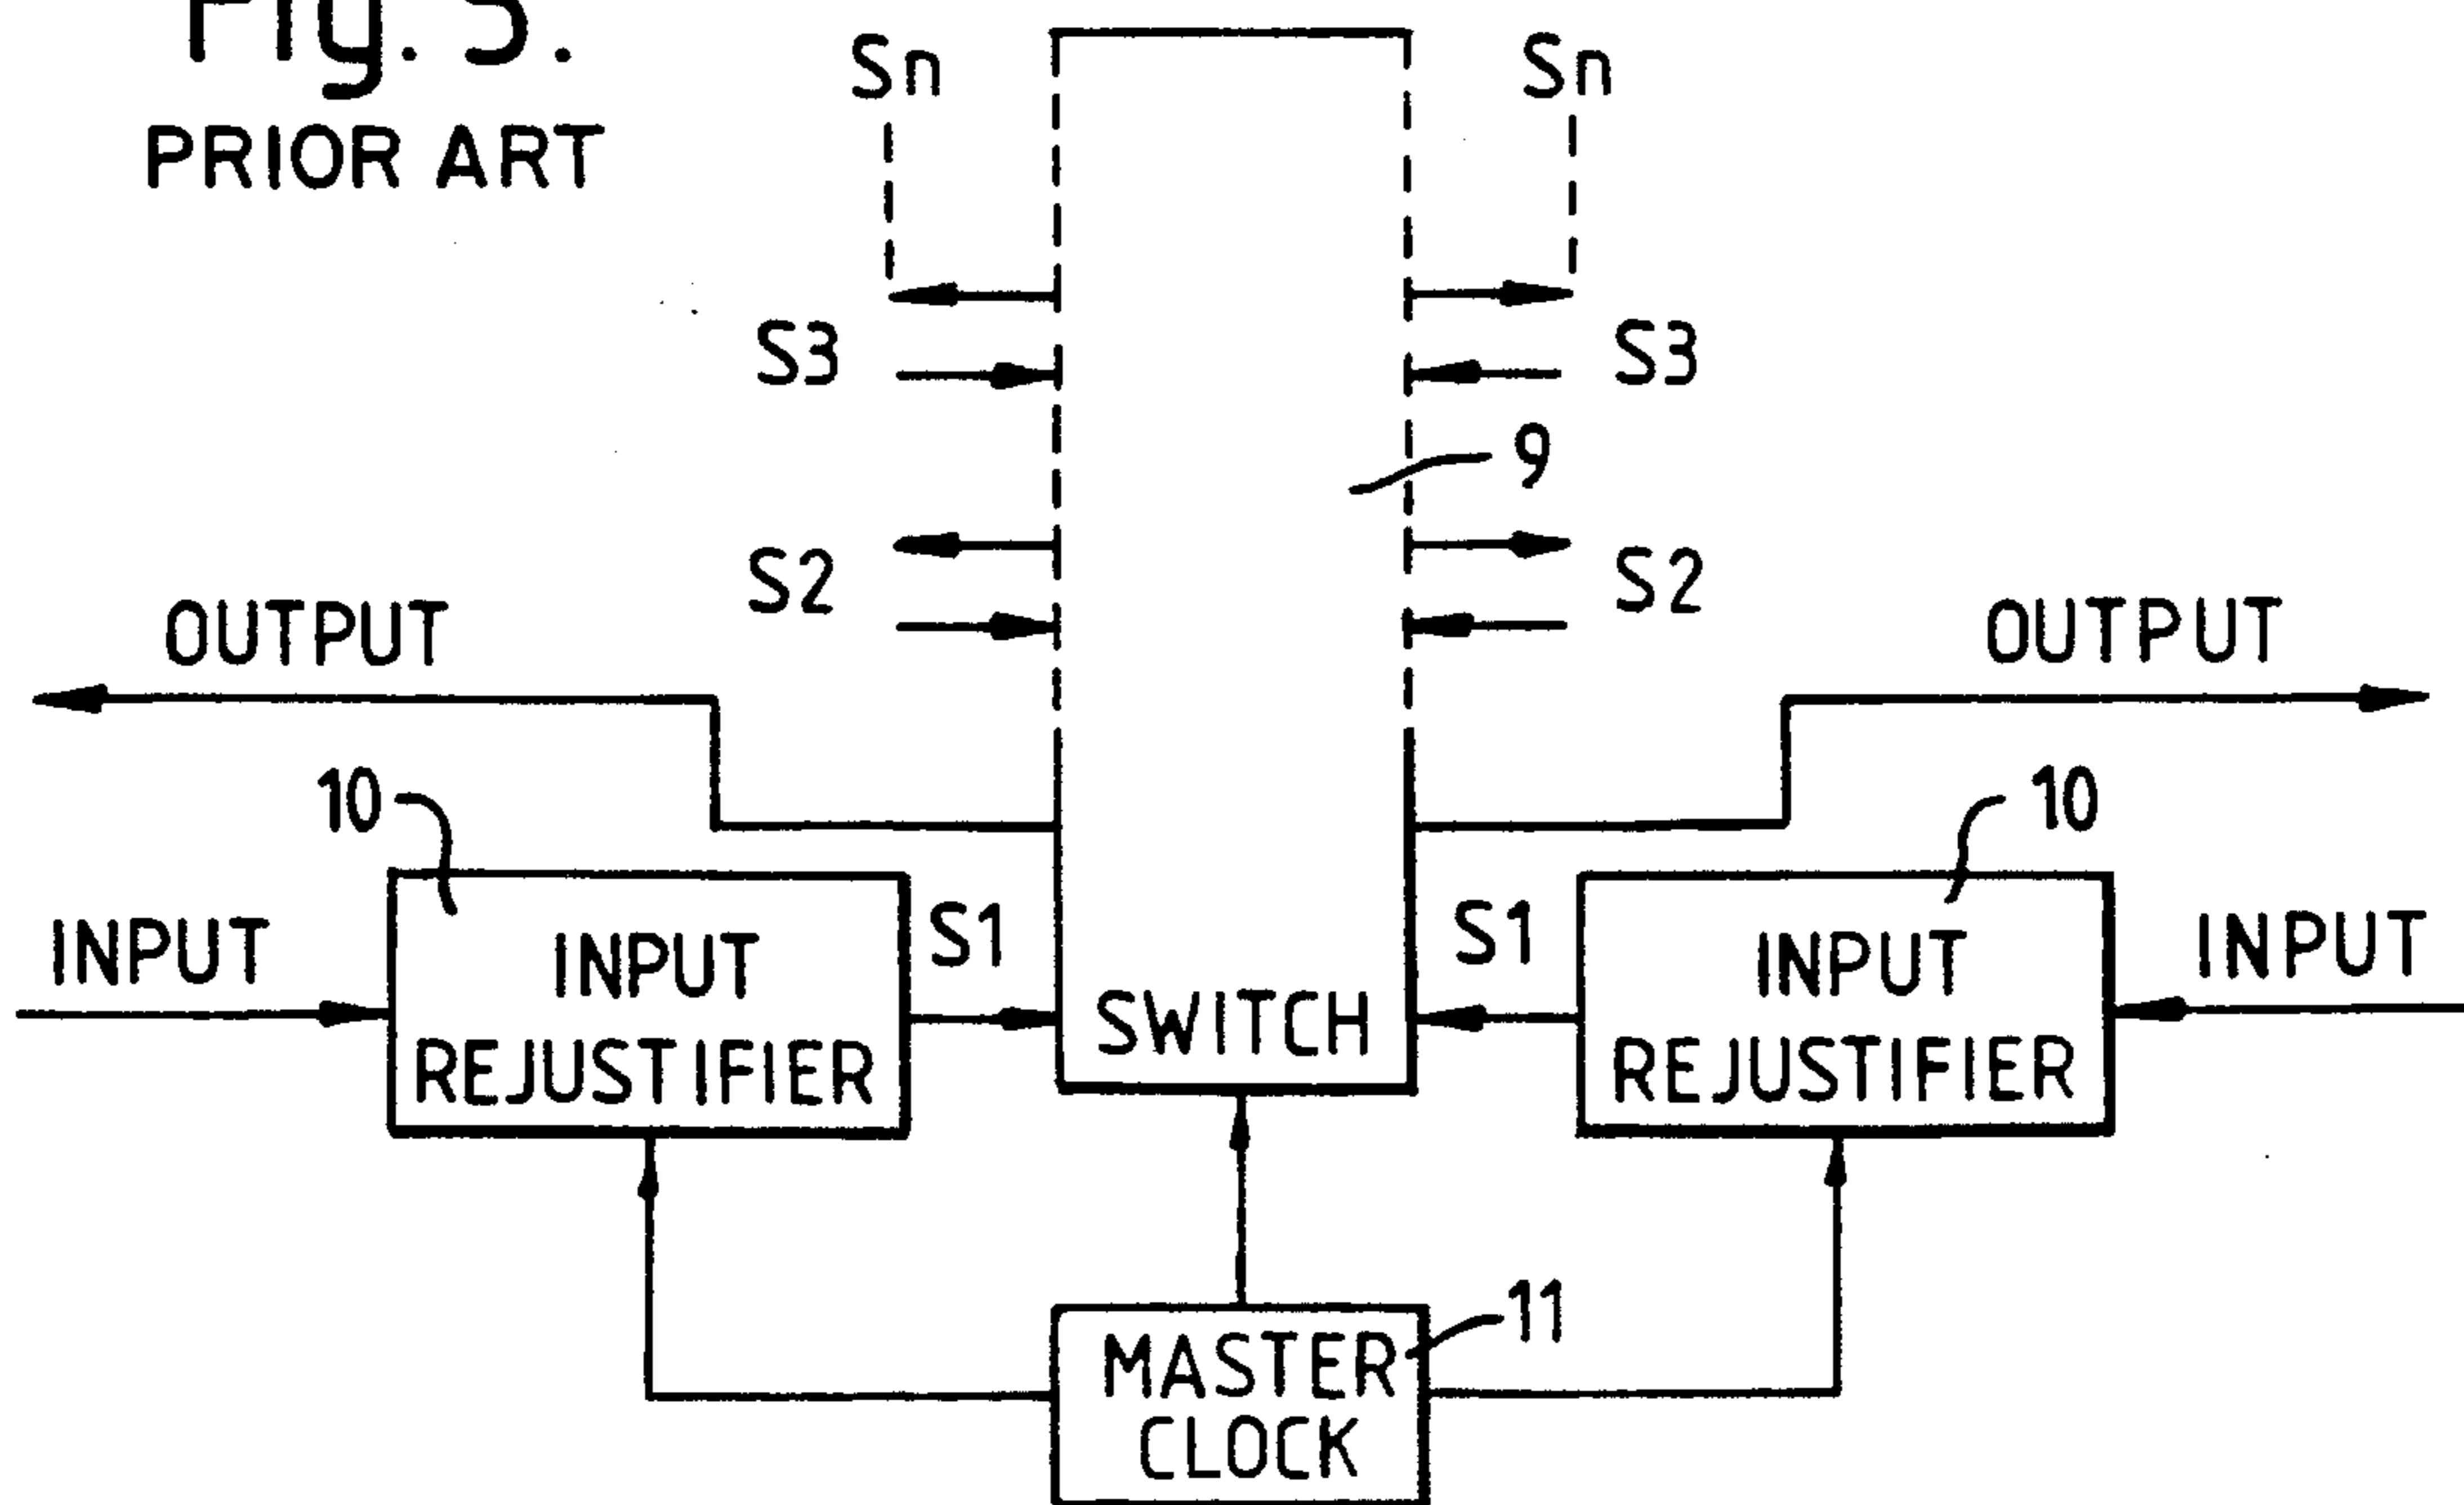 Fig. 3.
PRIOR ART
Sn
Sn
S3
S3
9
S2
S2
OUTPUT
OUTPUT
10
10
INPUT
INPUT
REJUSTIFIER
S1
SWITCH
S1
INPUT
REJUSTIFIER
INPUT
11
MASTER
CLOCK